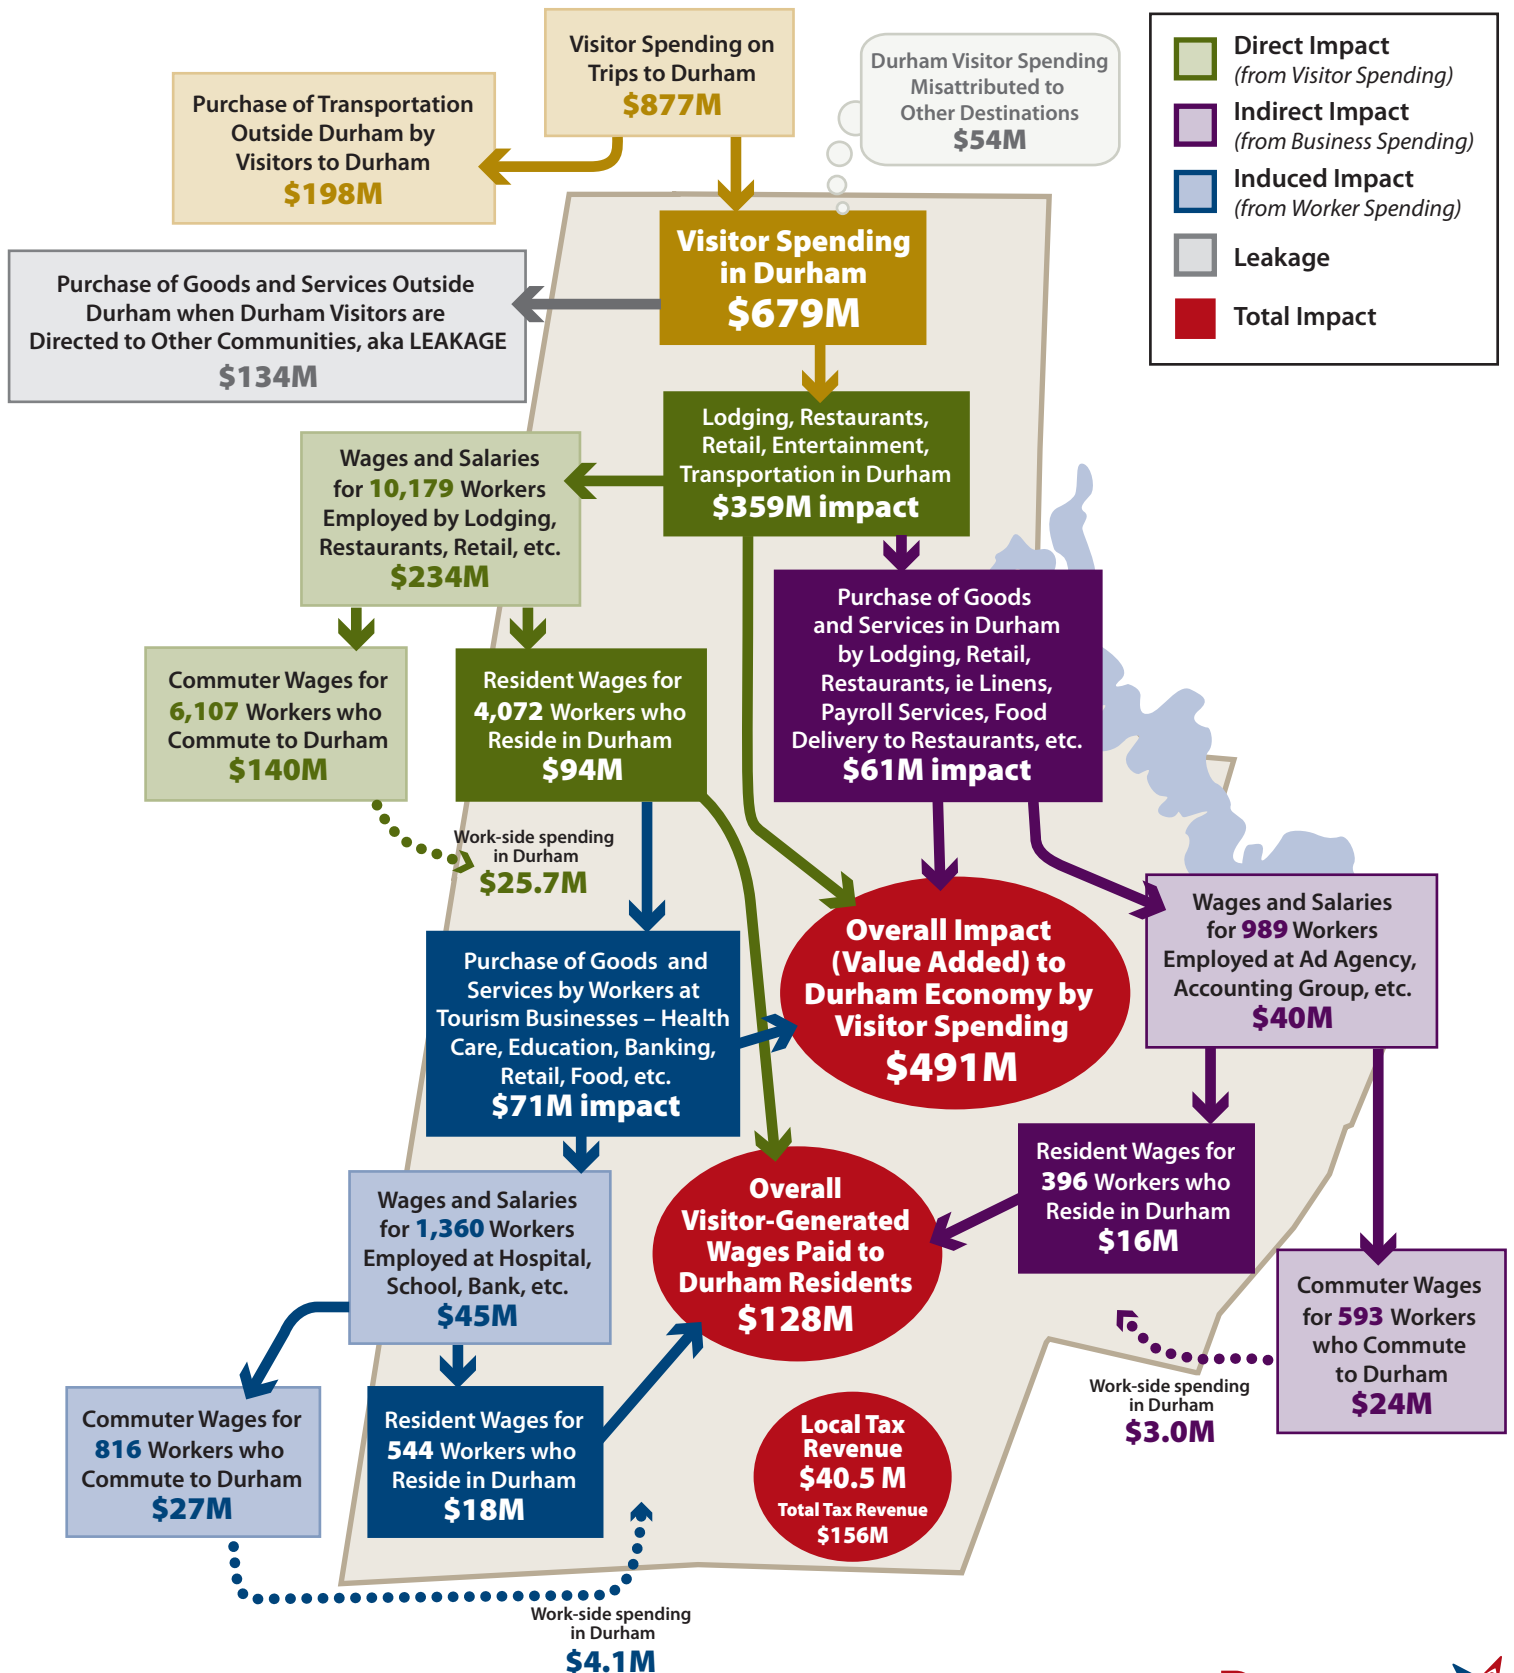 Visitor Spending on
Trips to Durham
$877M
Durham Visitor Spending
Misattributed to
Other Destinations
$54M
Direct Impact
(from Visitor Spending)
Indirect Impact
(from Business Spending)
Induced Impact
(from Worker Spending)
Leakage
Total Impact
Purchase of Transportation
Outside Durham by
Visitors to Durham
$198M
Visitor Spending
in Durham
$679M
Purchase of Goods and Services Outside
Durham when Durham Visitors are
Directed to Other Communities, aka LEAKAGE
$134M
Lodging, Restaurants,
Retail, Entertainment,
Transportation in Durham
$359M impact
Wages and Salaries
for 10,179 Workers
Employed by Lodging,
Restaurants, Retail, etc.
$234M
Purchase of Goods
and Services in Durham
by Lodging, Retail,
Restaurants, ie Linens,
Payroll Services, Food
Delivery to Restaurants, etc.
$61M impact
Commuter Wages for
6,107 Workers who
Commute to Durham
$140M
Resident Wages for
4,072 Workers who
Reside in Durham
$94M
Work-side spending
in Durham
$25.7M
Overall Impact
(Value Added) to
Durham Economy by
Visitor Spending
$491M
Wages and Salaries
for 989 Workers
Employed at Ad Agency,
Accounting Group, etc.
$40M
Purchase of Goods and
Services by Workers at
Tourism Businesses – Health
Care, Education, Banking,
Retail, Food, etc.
$71M impact
Resident Wages for
396 Workers who
Reside in Durham
$16M
Overall
Visitor-Generated
Wages Paid to
Durham Residents
$128M
Wages and Salaries
for 1,360 Workers
Employed at Hospital,
School, Bank, etc.
$45M
Commuter Wages
for 593 Workers
who Commute
to Durham
$24M
Work-side spending
in Durham
$3.0M
Commuter Wages for
816 Workers who
Commute to Durham
$27M
Resident Wages for
544 Workers who
Reside in Durham
$18M
Local Tax
Revenue
$40.5 M
Total Tax Revenue
$156M
Work-side spending
in Durham
$4.1M